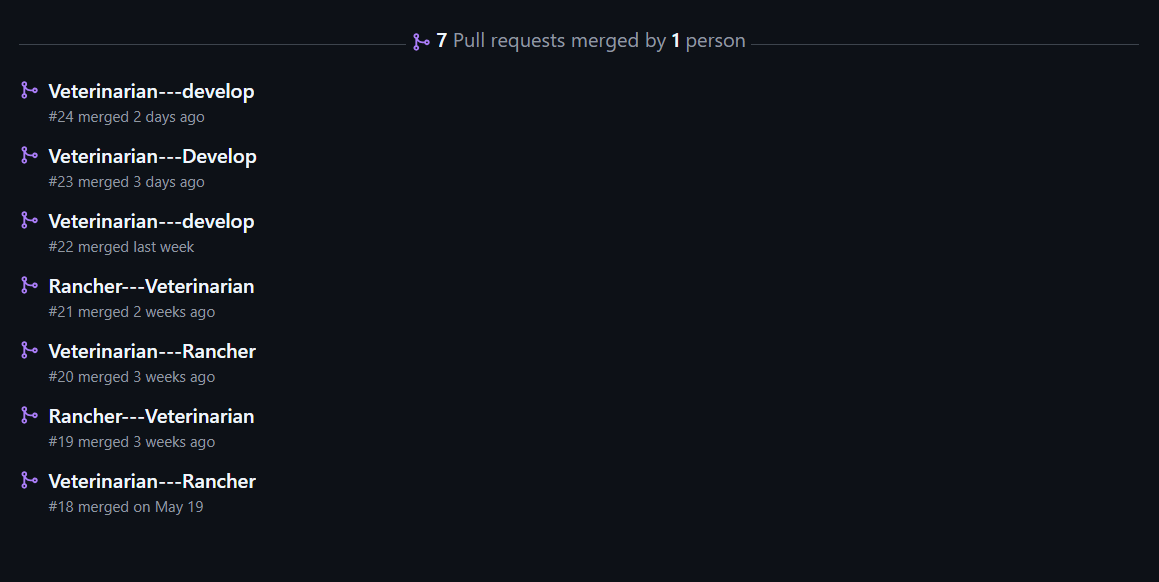 7 Pull requests merged by 1 person
Veterinarian---develop
#24 merged 2 days ago
Veterinarian---Develop
#23 merged 3 days ago
Veterinarian---develop
#22 merged last week
Rancher---Veterinarian
#21 merged 2 weeks ago
Veterinarian---Rancher
#20 merged 3 weeks ago
Rancher---Veterinarian
#19 merged 3 weeks ago
Veterinarian---Rancher
#18 merged on May 19